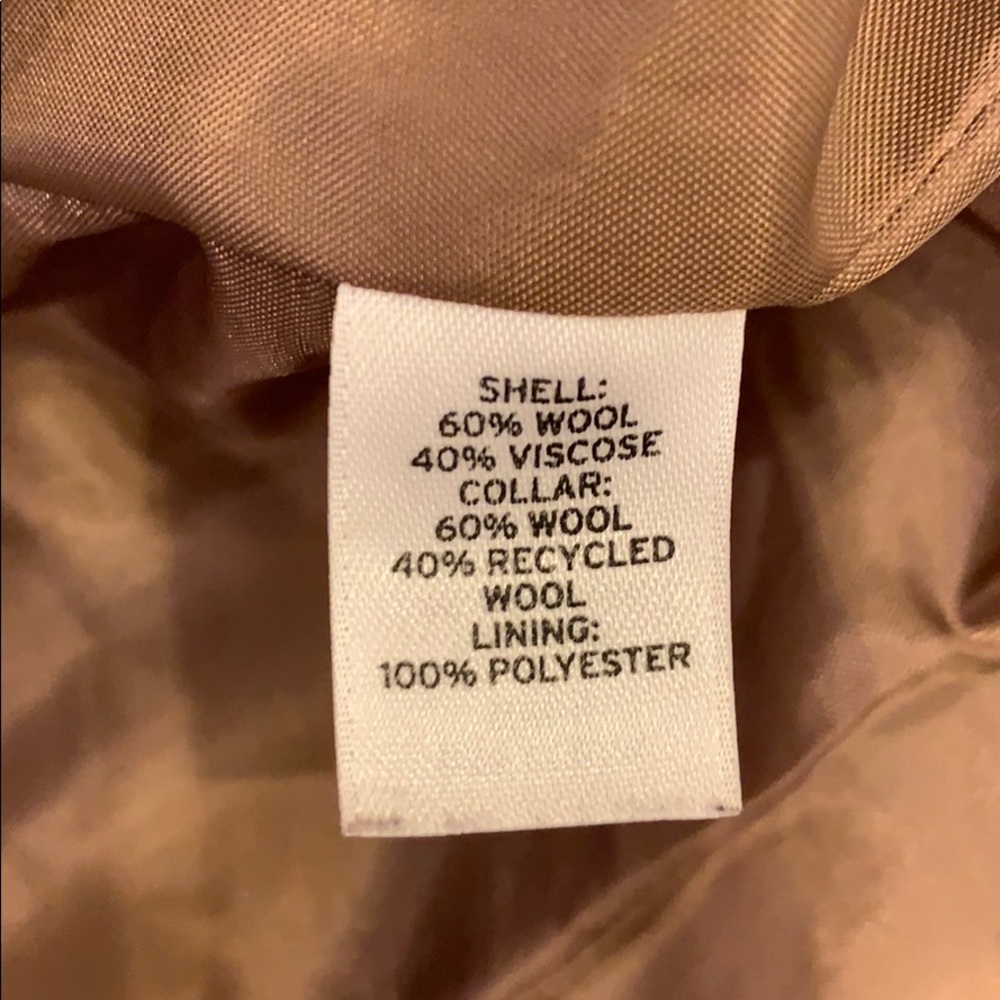 SHELL:
60% WOOL
40% VISCOSE
COLLAR:
60% WOOL
40% RECYCLED
WOOL
LINING:
100% POLYESTER